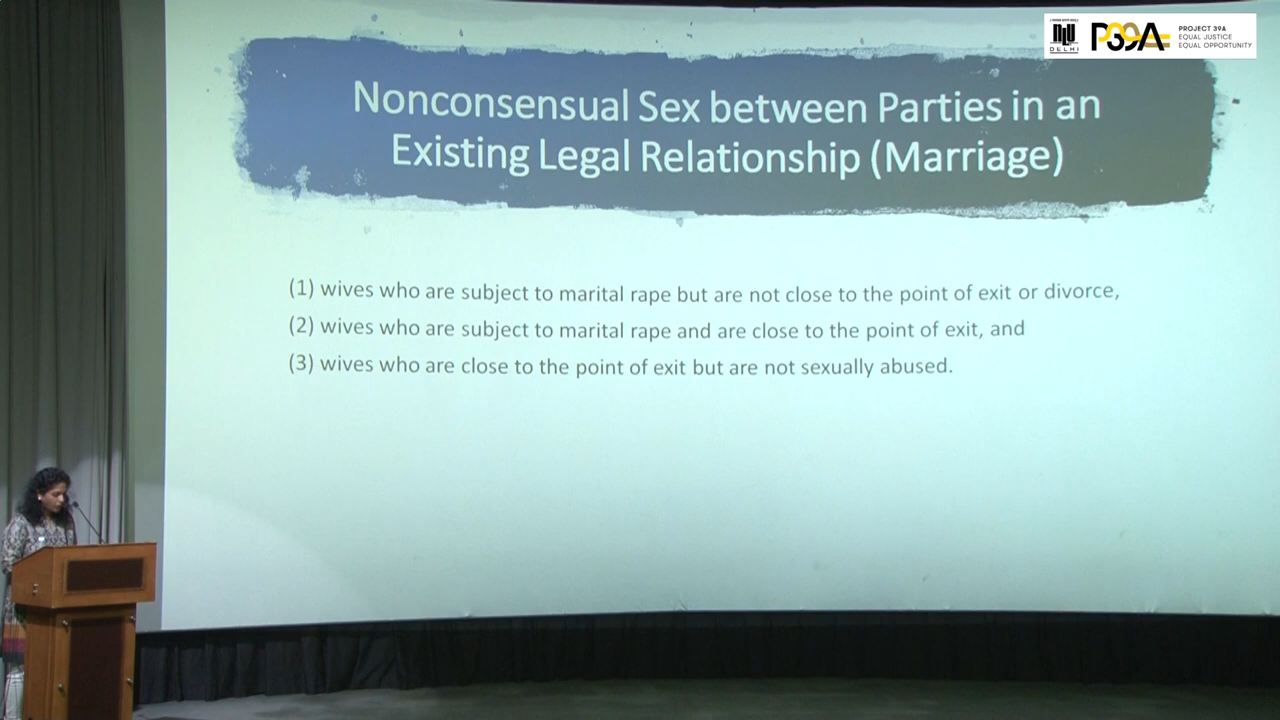 NLU
DELHI
P39A
PROJECT 39A
EQUAL JUSTICE
EQUAL OPPORTUNITY
Nonconsensual Sex between Parties in an
Existing Legal Relationship (Marriage)
(1) wives who are subject to marital rape but are not close to the point of exit or divorce,
(2) wives who are subject to marital rape and are close to the point of exit, and
(3) wives who are close to the point of exit but are not sexually abused.